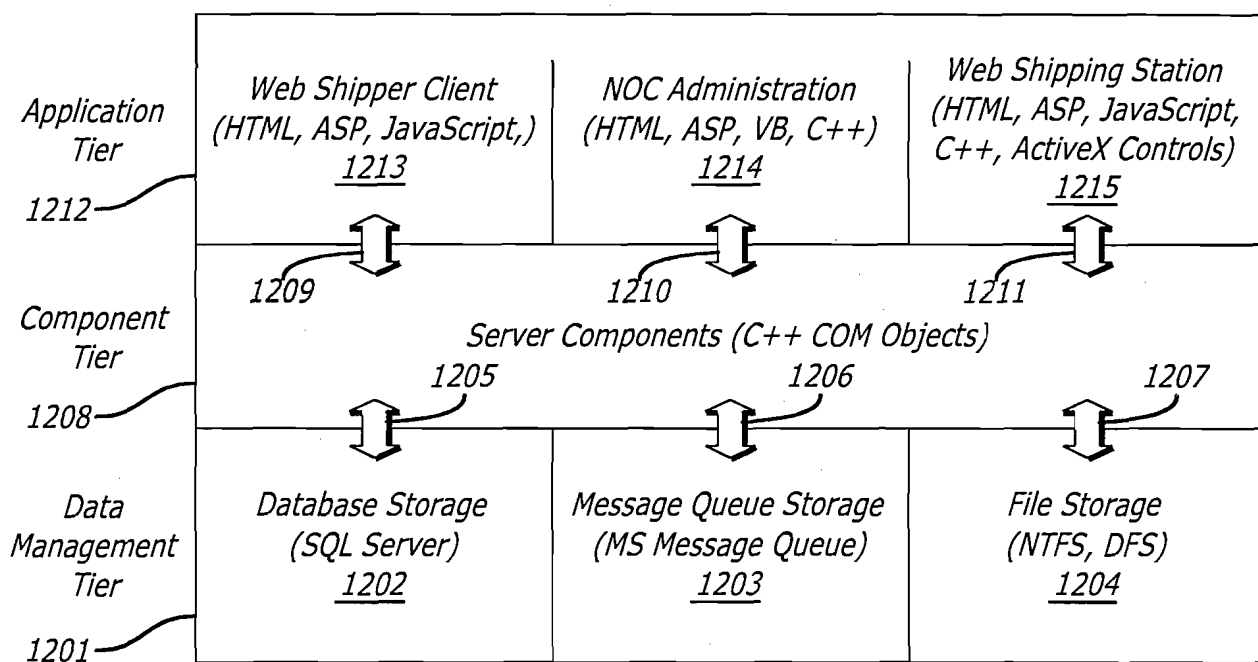 Application
Tier
1212
Web Shipper Client
(HTML, ASP, JavaScript,)
1213
NOC Administration
(HTML, ASP, VB, C++)
1214
Web Shipping Station
(HTML, ASP, JavaScript,
C++, ActiveX Controls)
1215
1209
1210
1211
Component
Tier
1208
Server Components (C++ COM Objects)
1205
1206
1207
Data
Management
Tier
1201
Database Storage
(SQL Server)
1202
Message Queue Storage
(MS Message Queue)
1203
File Storage
(NTFS, DFS)
1204